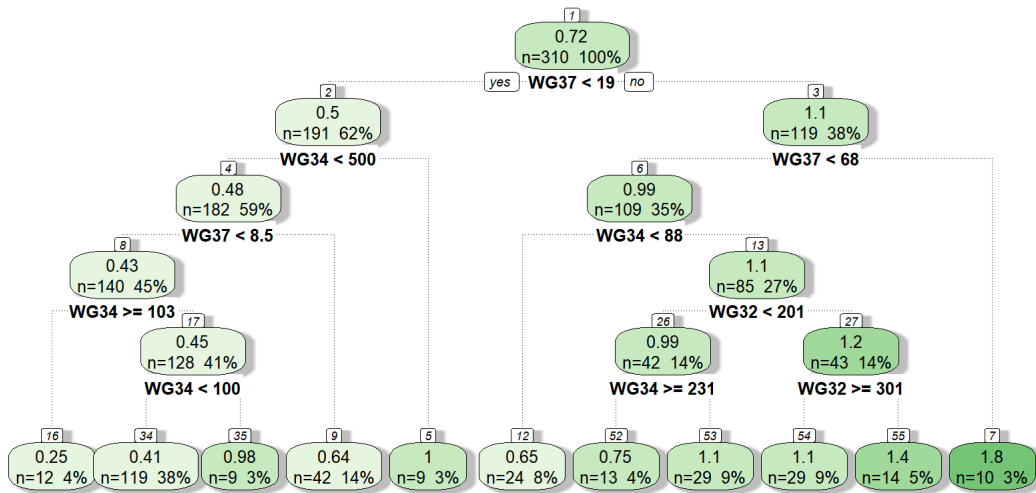 1
0.72
n=310 100%
yes WG37 < 19 no
2
0.5
n=191 62%
WG34 < 500
3
1.1
n=119 38%
WG37 < 68
4
0.48
n=182 59%
WG37 < 8.5
6
0.99
n=109 35%
WG34 < 88
8
0.43
n=140 45%
WG34 >= 103
13
1.1
n=85 27%
WG32 < 201
17
0.45
n=128 41%
WG34 < 100
26
0.99
n=42 14%
WG34 >= 231
27
1.2
n=43 14%
WG32 >= 301
16
0.25
n=12 4%
34
0.41
n=119 38%
35
0.98
n=9 3%
9
0.64
n=42 14%
5
1
n=9 3%
12
0.65
n=24 8%
52
0.75
n=13 4%
53
1.1
n=29 9%
54
1.1
n=29 9%
55
1.4
n=14 5%
7
1.8
n=10 3%